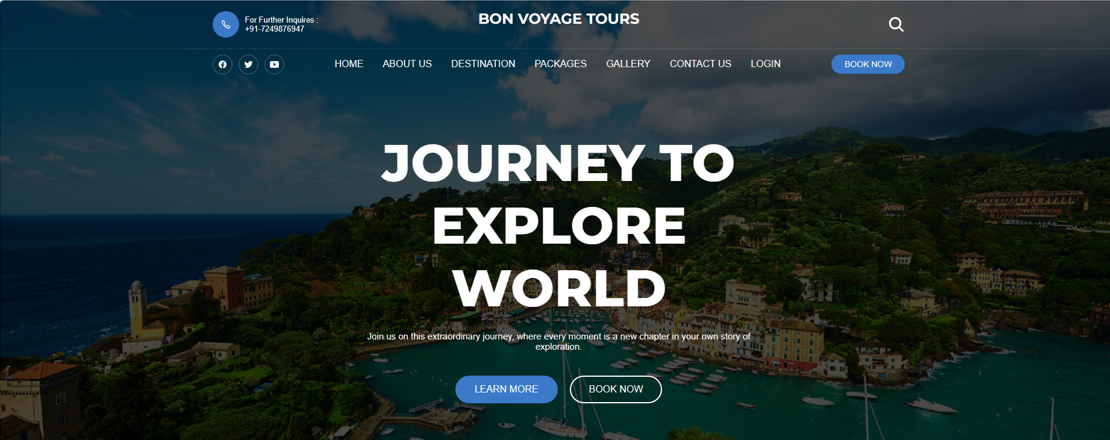 For Further Inquires :
+91-7249876947
BON VOYAGE TOURS
HOME ABOUT US DESTINATION PACKAGES GALLERY CONTACT US LOGIN
BOOK NOW
JOURNEY TO
EXPLORE
WORLD
Join us on this extraordinary journey, where every moment is a new chapter in your own story of
exploration.
LEARN MORE
BOOK NOW